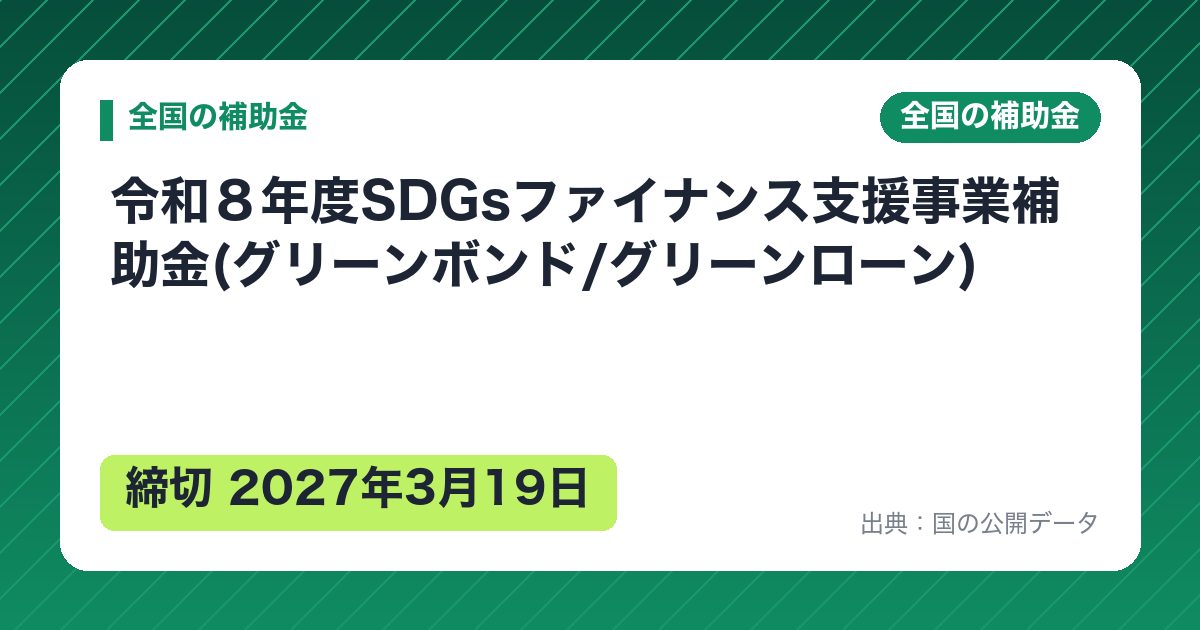 全国の補助金
全国の補助金
令和８年度SDGsファイナンス支援事業補
助金(グリーンボンド/グリーンローン)
締切 2027年3月19日
出典：国の公開データ